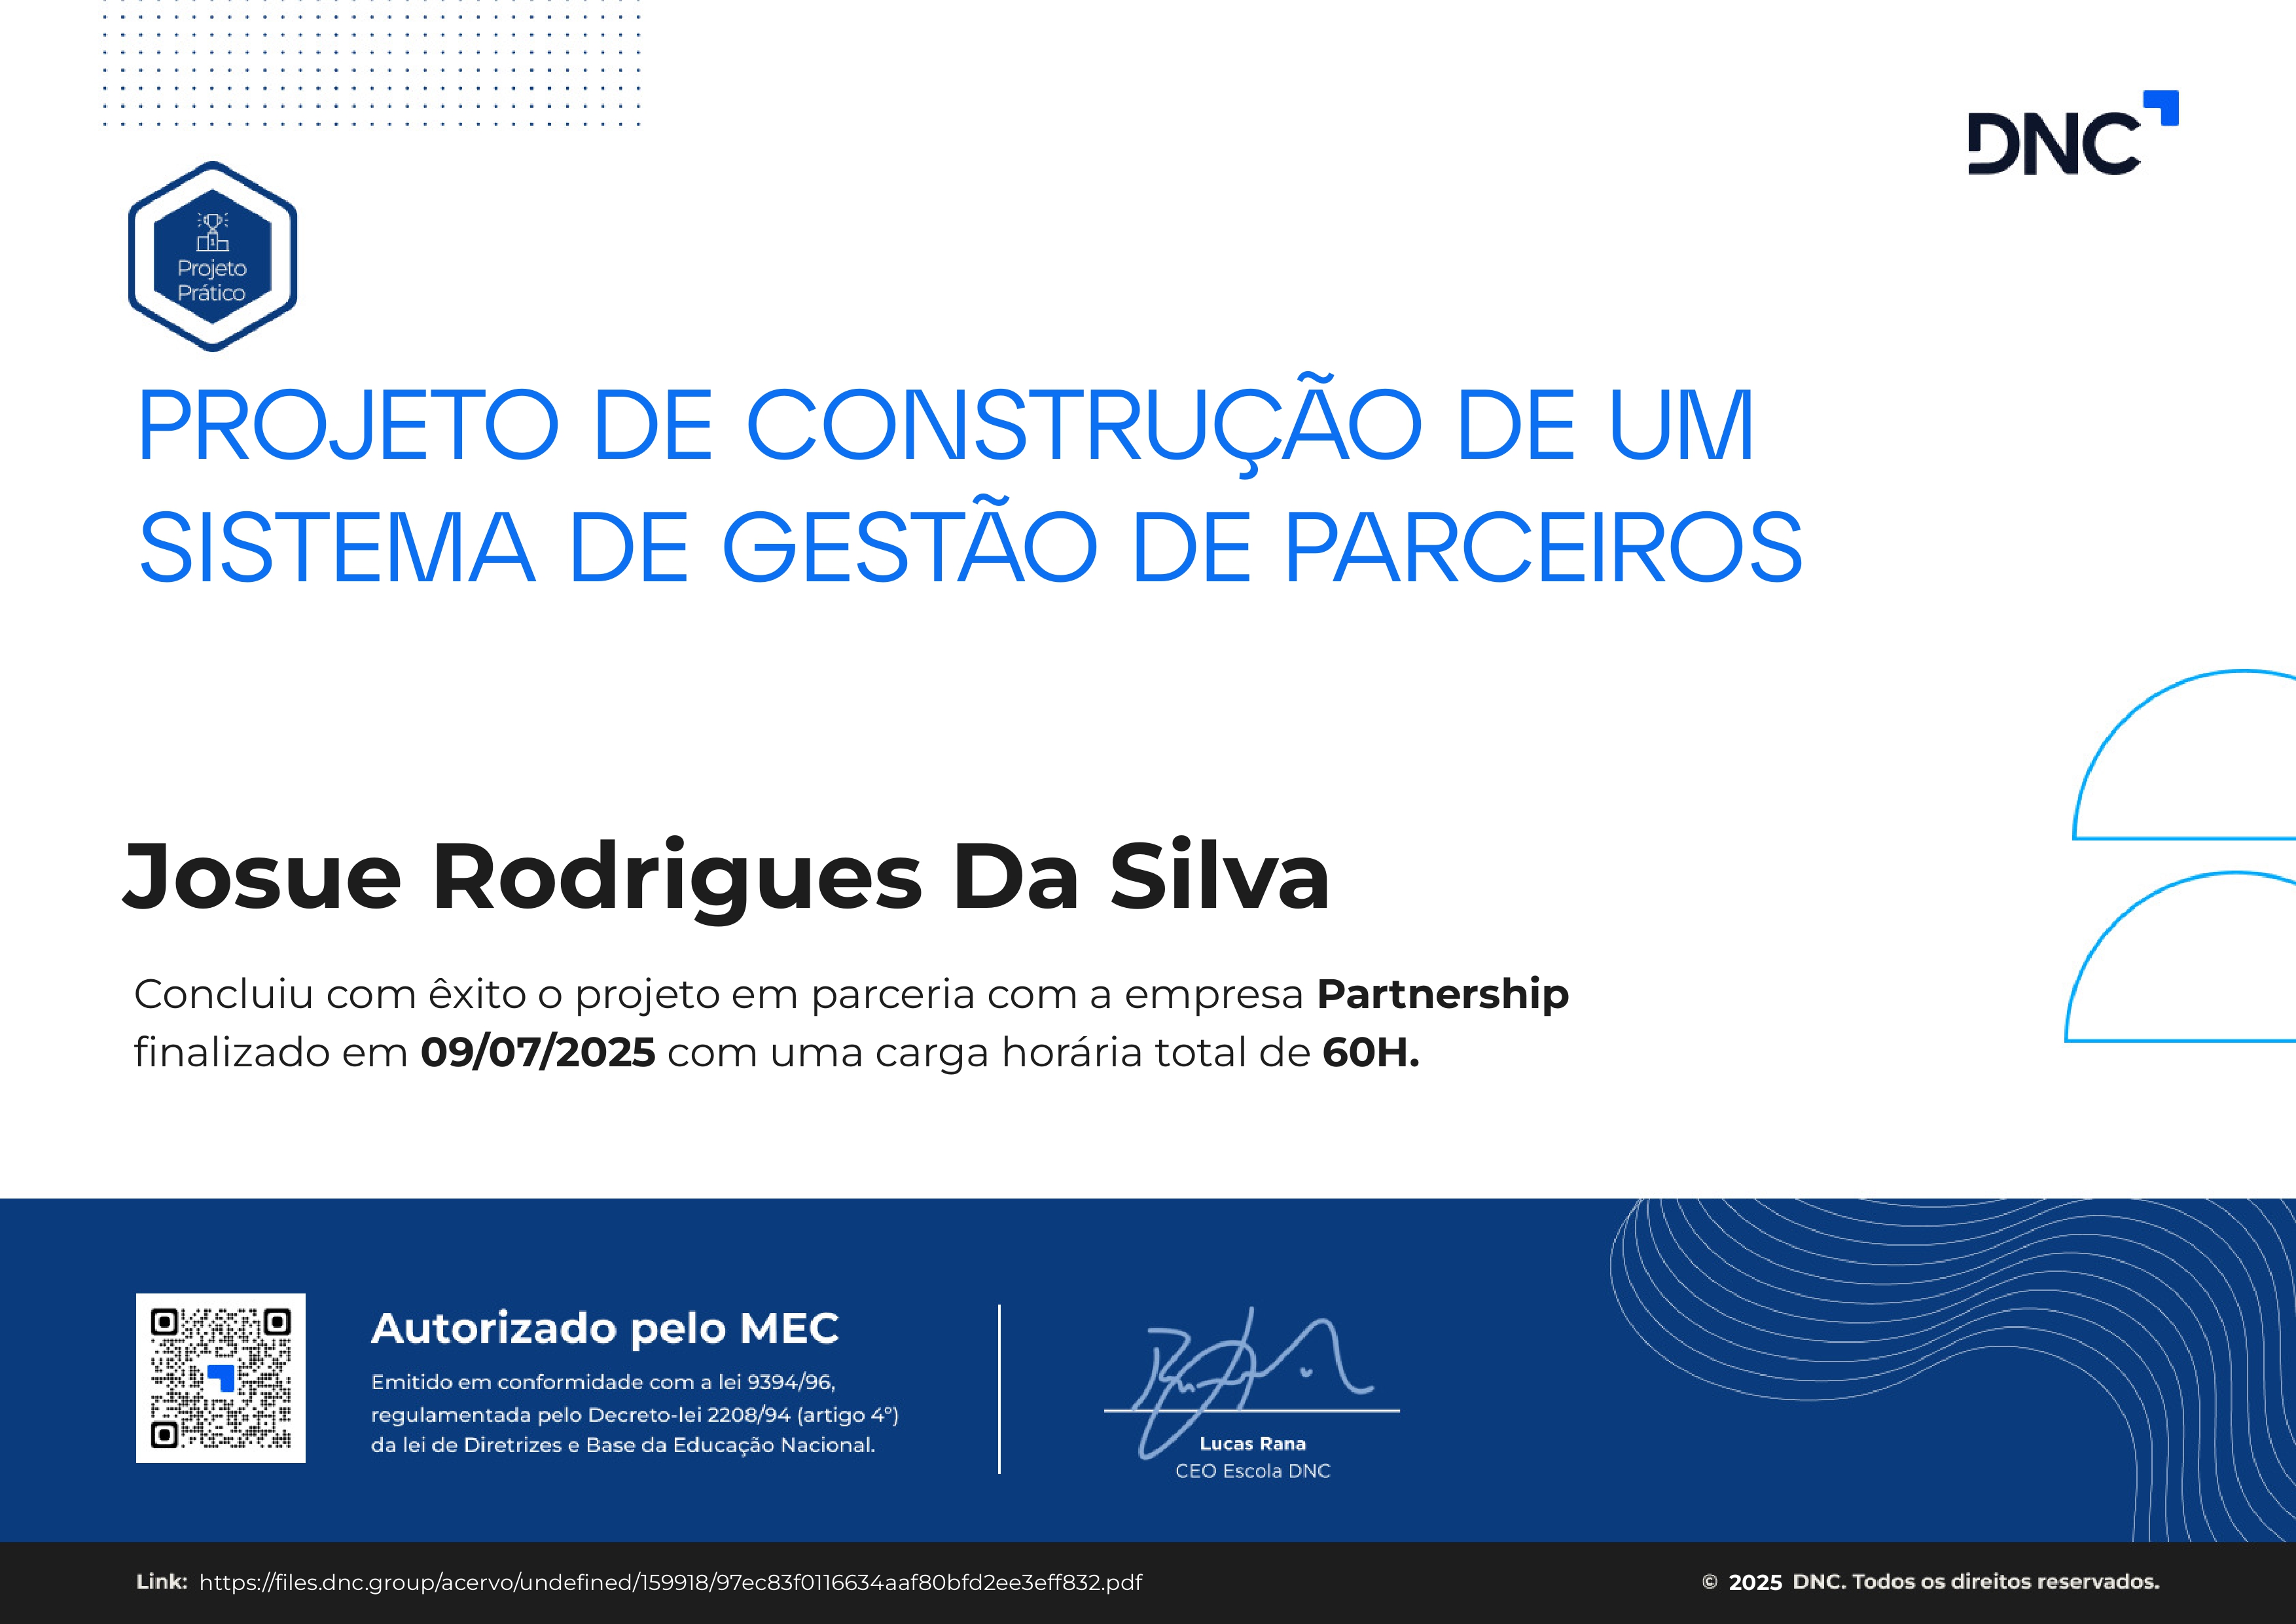 DNC
Projeto
Prático
PROJETO DE CONSTRUÇÃO DE UM
SISTEMA DE GESTÃO DE PARCEIROS
Josue Rodrigues Da Silva
Concluiu com êxito o projeto em parceria com a empresa Partnership
finalizado em 09/07/2025 com uma carga horária total de 60H.
Autorizado pelo MEC
Emitido em conformidade com a lei 9394/96,
regulamentada pelo Decreto-lei 2208/94 (artigo 4º)
da lei de Diretrizes e Base da Educação Nacional.
Lucas Rana
CEO Escola DNC
Link: https://files.dnc.group/acervo/undefined/159918/97ec83f0116634aaf80bfd2ee3eff832.pdf
© 2025 DNC. Todos os direitos reservados.